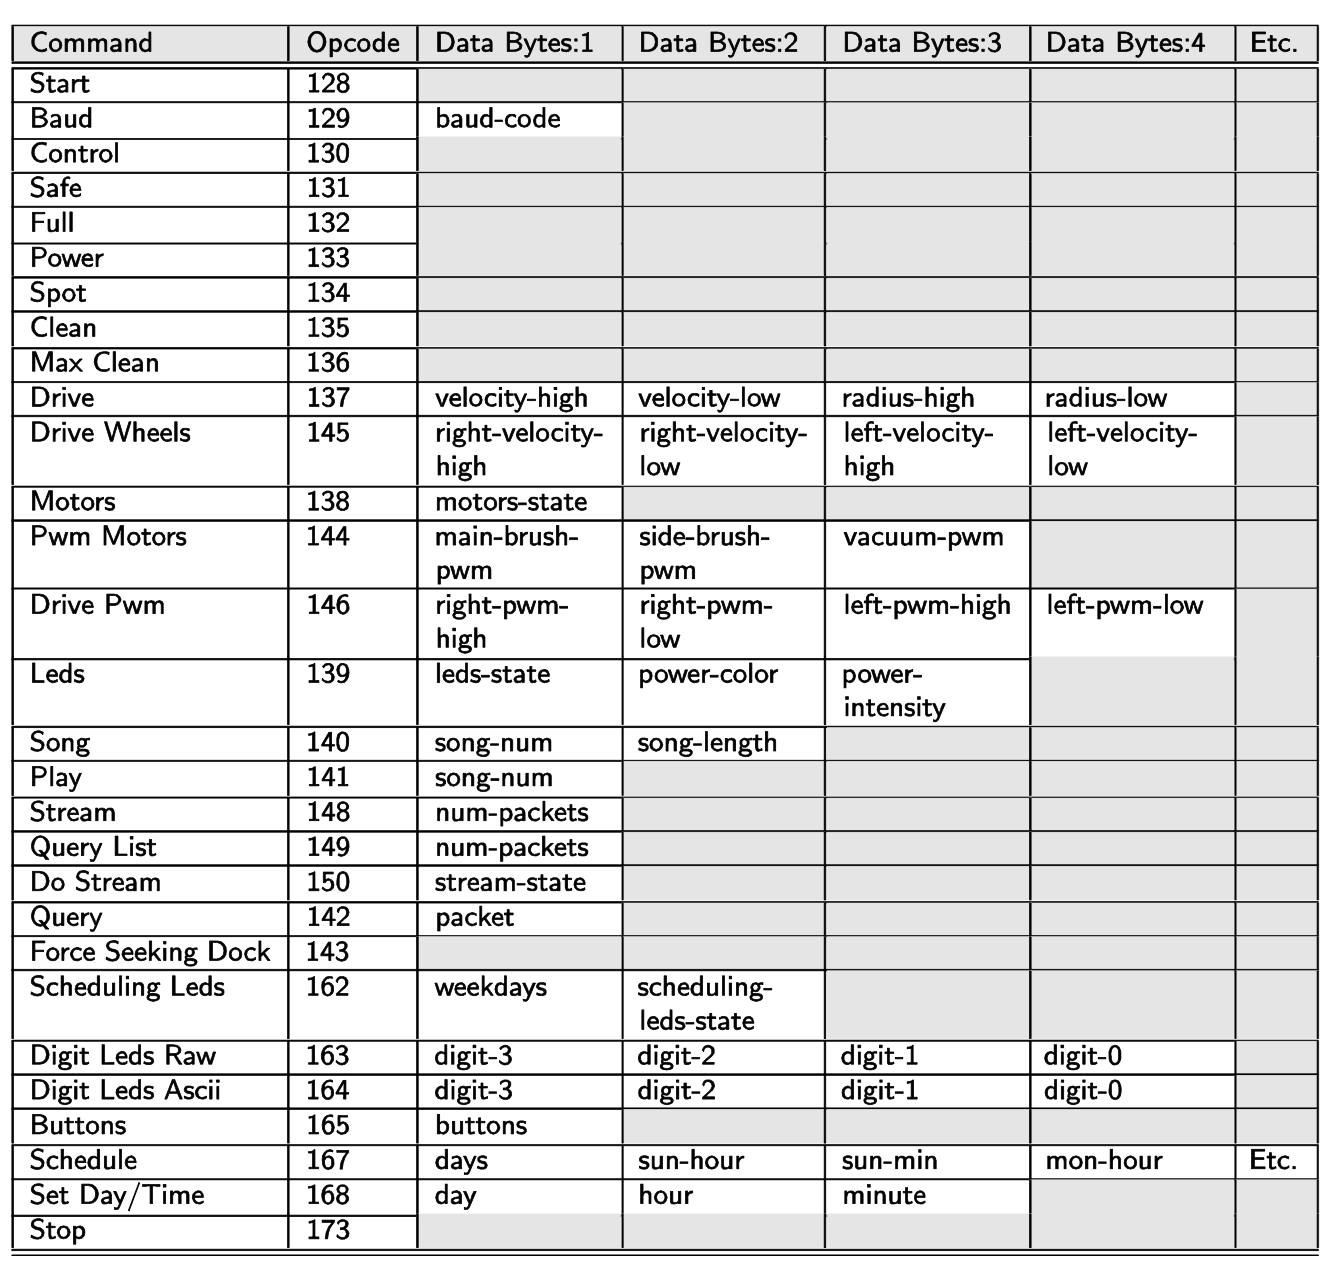 Command Opcode Data Bytes:1 Data Bytes:2 Data Bytes:3 Data Bytes:4 Etc.
Start 128
Baud 129 baud-code
Control 130
Safe 131
Full 132
Power 133
Spot 134
Clean 135
Max Clean 136
Drive 137 velocity-high velocity-low radius-high radius-low
Drive Wheels 145 right-velocity- right-velocity- left-velocity- left-velocity-
high low high low
Motors 138 motors-state
Pwm Motors 144 main-brush- side-brush- vacuum-pwm
pwm pwm
Drive Pwm 146 right-pwm- right-pwm- left-pwm-high left-pwm-low
high low
Leds 139 leds-state power-color power-
intensity
Song 140 song-num song-length
Play 141 song-num
Stream 148 num-packets
Query List 149 num-packets
Do Stream 150 stream-state
Query 142 packet
Force Seeking Dock 143
Scheduling Leds 162 weekdays scheduling-
leds-state
Digit Leds Raw 163 digit-3 digit-2 digit-1 digit-0
Digit Leds Ascii 164 digit-3 digit-2 digit-1 digit-0
Buttons 165 buttons
Schedule 167 days sun-hour sun-min mon-hour Etc.
Set Day/Time 168 day hour minute
Stop 173